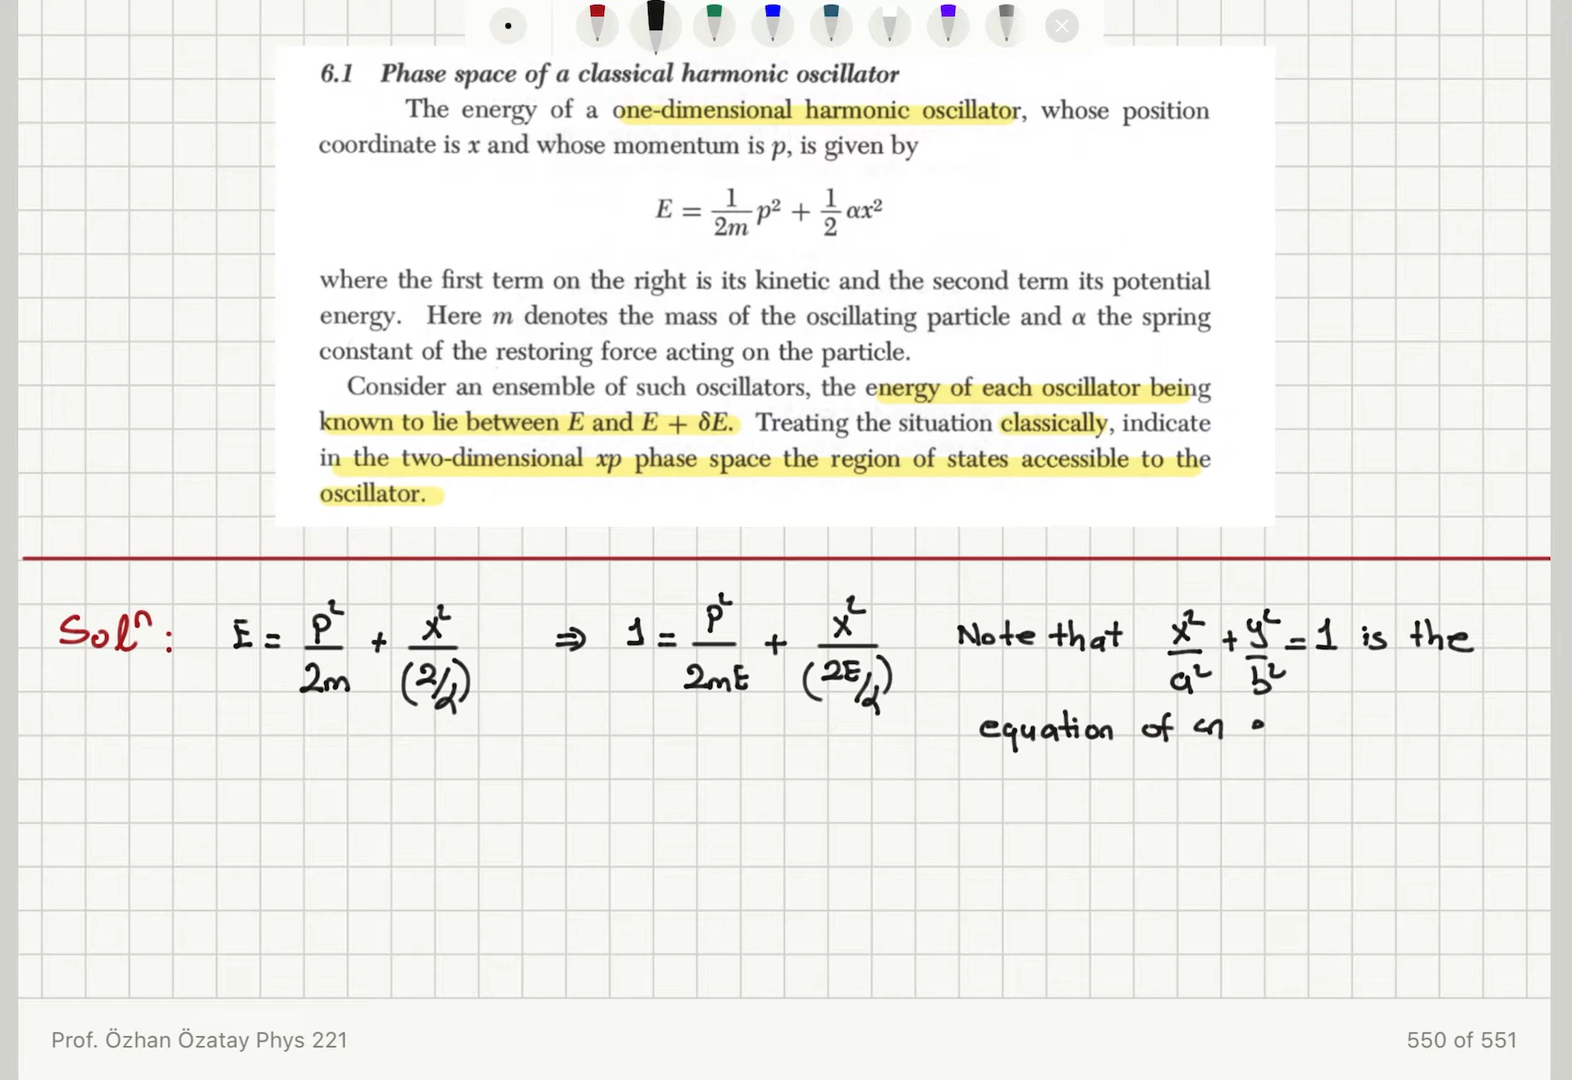 6.1 Phase space of a classical harmonic oscillator
The energy of a one-dimensional harmonic oscillator, whose position
coordinate is x and whose momentum is p, is given by
E = 1/2m p² + 1/2 αx²
where the first term on the right is its kinetic and the second term its potential
energy. Here m denotes the mass of the oscillating particle and α the spring
constant of the restoring force acting on the particle.
Consider an ensemble of such oscillators, the energy of each oscillator being
known to lie between E and E + δE. Treating the situation classically, indicate
in the two-dimensional xp phase space the region of states accessible to the
oscillator.
Solⁿ: E = p²/2m + x²/(2/α) ⇒ 1 = p²/2mE + x²/(2E/α) Note that x²/a² + y²/b² = 1 is the
equation of an
Prof. Özhan Özatay Phys 221
550 of 551